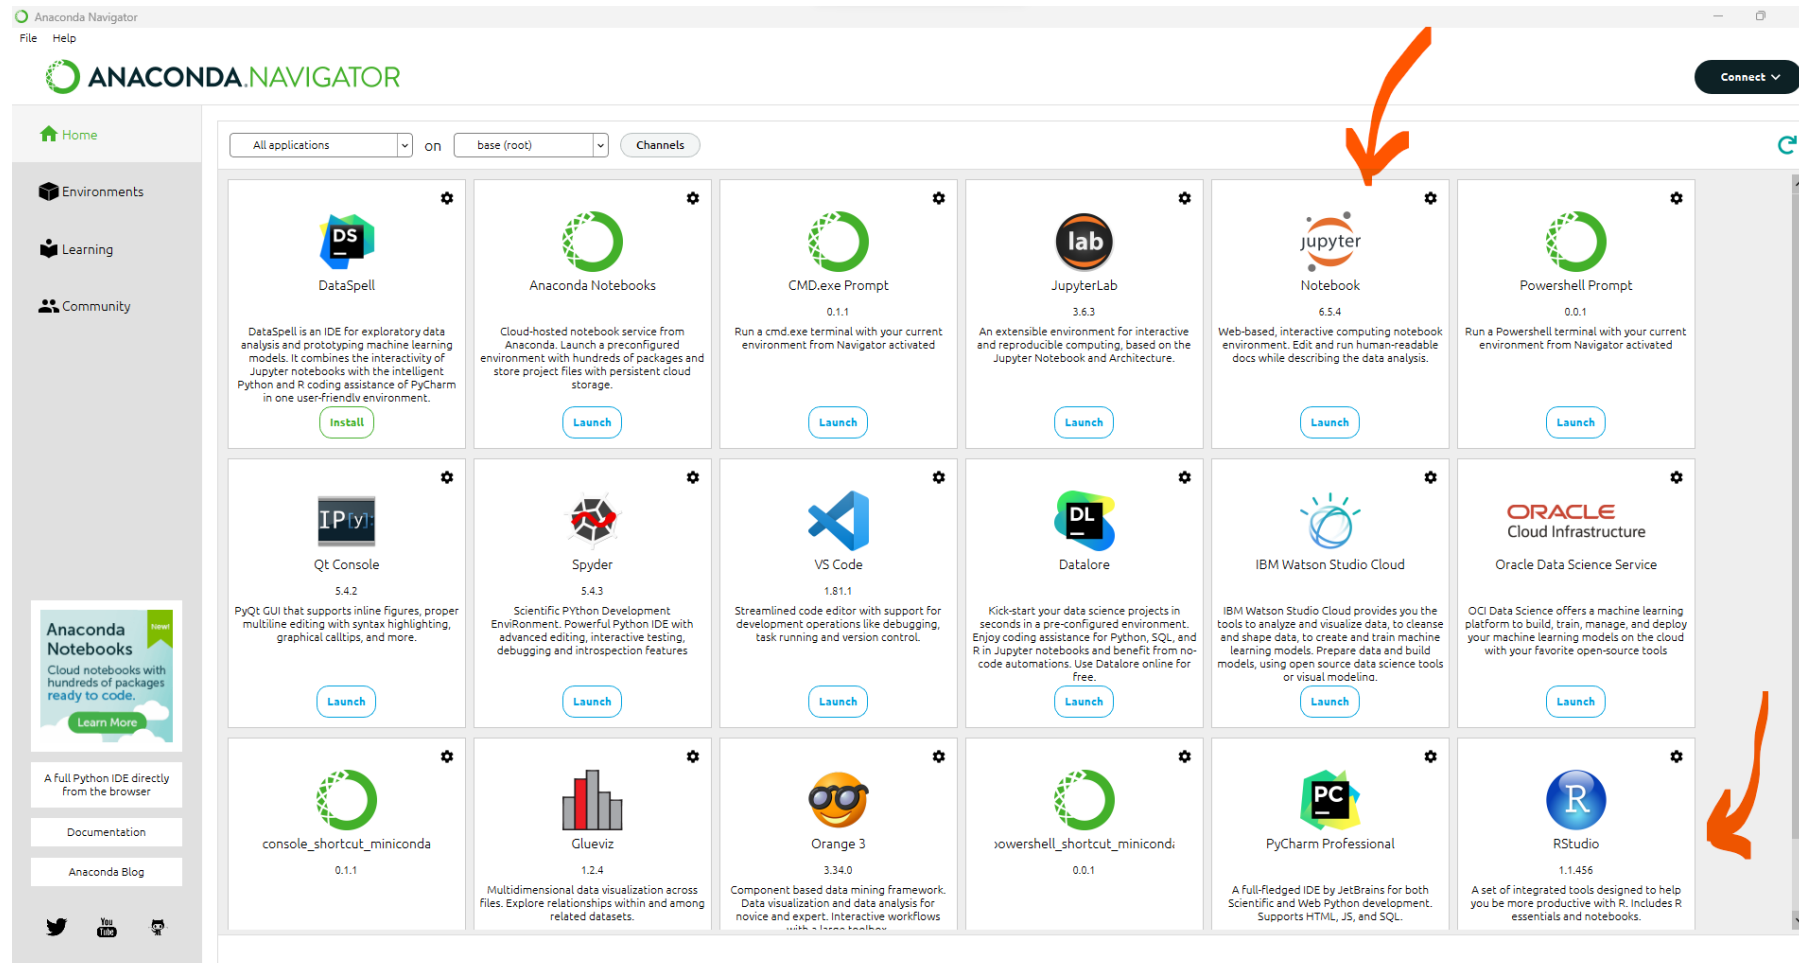 Anaconda Navigator
File Help
ANACONDA.NAVIGATOR
Connect
Home
Environments
Learning
Community
All applications on base (root) Channels
DS
DataSpell
DataSpell is an IDE for exploratory data
analysis and prototyping machine learning
models. It combines the interactivity of
Jupyter notebooks with the intelligent
Python and R coding assistance of PyCharm
in one user-friendly environment.
Install
Anaconda Notebooks
Cloud-hosted notebook service from
Anaconda. Launch a preconfigured
environment with hundreds of packages and
store project files with persistent cloud
storage.
Launch
CMD.exe Prompt
0.1.1
Run a cmd.exe terminal with your current
environment from Navigator activated
Launch
lab
JupyterLab
3.6.3
An extensible environment for interactive
and reproducible computing, based on the
Jupyter Notebook and Architecture.
Launch
jupyter
Notebook
6.5.4
Web-based, interactive computing notebook
environment. Edit and run human-readable
docs while describing the data analysis.
Launch
Powershell Prompt
0.0.1
Run a Powershell terminal with your current
environment from Navigator activated
Launch
IP[y]:
Qt Console
5.4.2
PyQt GUI that supports inline figures, proper
multiline editing with syntax highlighting,
graphical calltips, and more.
Launch
Spyder
5.4.3
Scientific PYthon Development
EnviRonment. Powerful Python IDE with
advanced editing, interactive testing,
debugging and introspection features
Launch
VS Code
1.81.1
Streamlined code editor with support for
development operations like debugging,
task running and version control.
Launch
DL
Datalore
Kick-start your data science projects in
seconds in a pre-configured environment.
Enjoy coding assistance for Python, SQL, and
R in Jupyter notebooks and benefit from no-
code automations. Use Datalore online for
free.
Launch
IBM Watson Studio Cloud
IBM Watson Studio Cloud provides you the
tools to analyze and visualize data, to cleanse
and shape data, to create and train machine
learning models. Prepare data and build
models, using open source data science tools
or visual modeling.
Launch
ORACLE
Cloud Infrastructure
Oracle Data Science Service
OCI Data Science offers a machine learning
platform to build, train, manage, and deploy
your machine learning models on the cloud
with your favorite open-source tools
Launch
console_shortcut_miniconda
0.1.1
Glueviz
1.2.4
Multidimensional data visualization across
files. Explore relationships within and among
related datasets.
Orange 3
3.34.0
Component based data mining framework.
Data visualization and data analysis for
novice and expert. Interactive workflows
with a large toolbox.
powershell_shortcut_miniconda
0.0.1
PC
PyCharm Professional
A full-fledged IDE by JetBrains for both
Scientific and Web Python development.
Supports HTML, JS, and SQL.
R
RStudio
1.1.456
A set of integrated tools designed to help
you be more productive with R. Includes R
essentials and notebooks.
Anaconda
Notebooks
New!
Cloud notebooks with
hundreds of packages
ready to code.
Learn More
A full Python IDE directly
from the browser
Documentation
Anaconda Blog
You
Tube